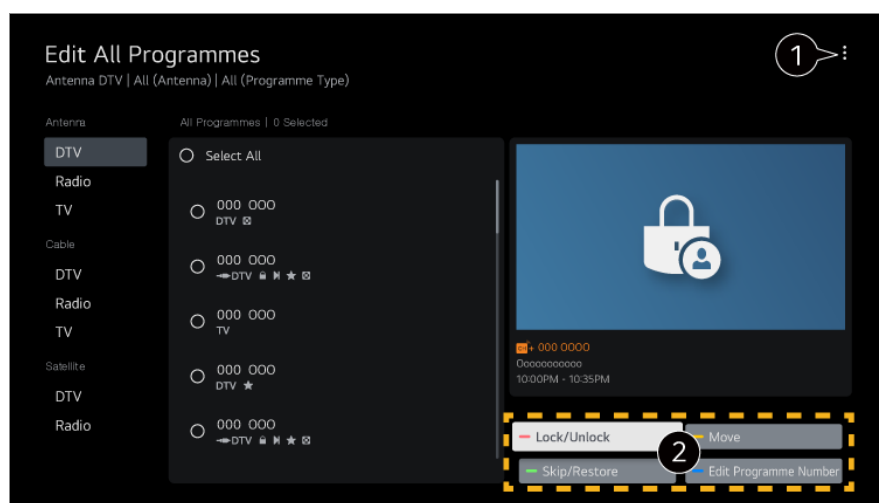 Edit All Programmes
Antenna DTV | All (Antenna) | All (Programme Type)
1
Antenna
DTV
Radio
TV
Cable
DTV
Radio
TV
Satellite
DTV
Radio
All Programmes | 0 Selected
Select All
000 000
DTV
000 000
DTV
000 000
TV
000 000
DTV
000 000
DTV
+ 000 0000
Oooooooooo
10:00PM - 10:35PM
Lock/Unlock
2
Move
Skip/Restore
Edit Programme Number